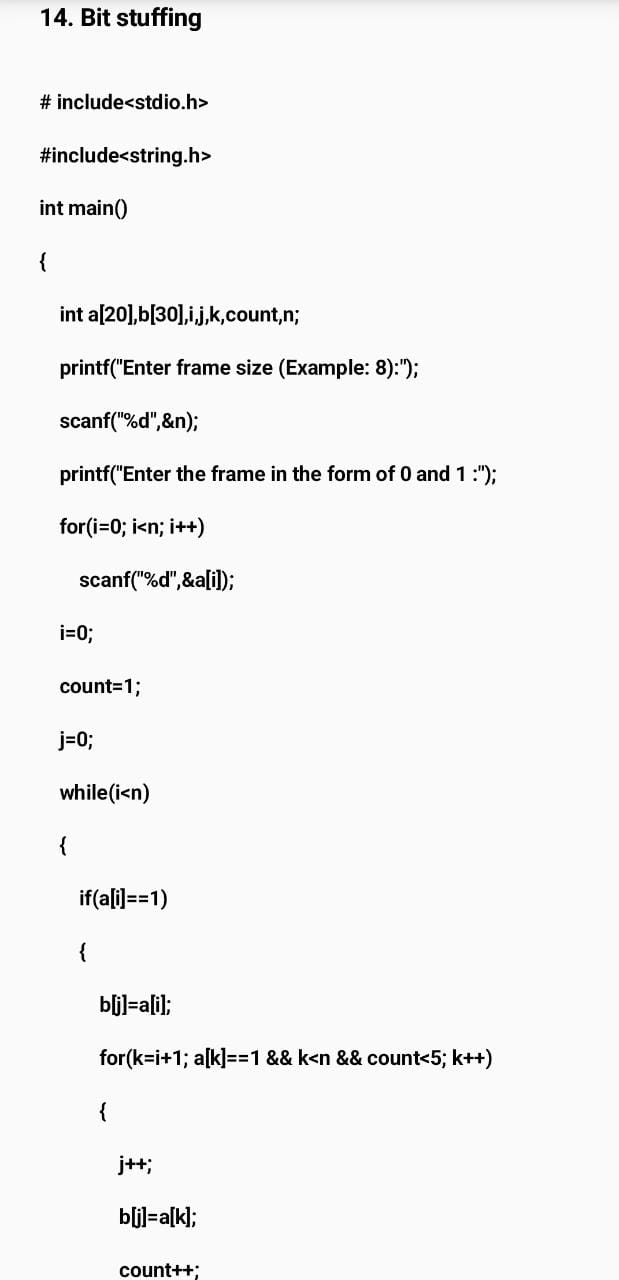 14. Bit stuffing
# include<stdio.h>
#include<string.h>
int main()
{
int a[20],b[30],i,j,k,count,n;
printf("Enter frame size (Example: 8):");
scanf("%d",&n);
printf("Enter the frame in the form of 0 and 1 :");
for(i=0; i<n; i++)
scanf("%d",&a[i]);
i=0;
count=1;
j=0;
while(i<n)
{
if(a[i]==1)
{
b[j]=a[i];
for(k=i+1; a[k]==1 && k<n && count<5; k++)
{
j++;
b[j]=a[k];
count++;